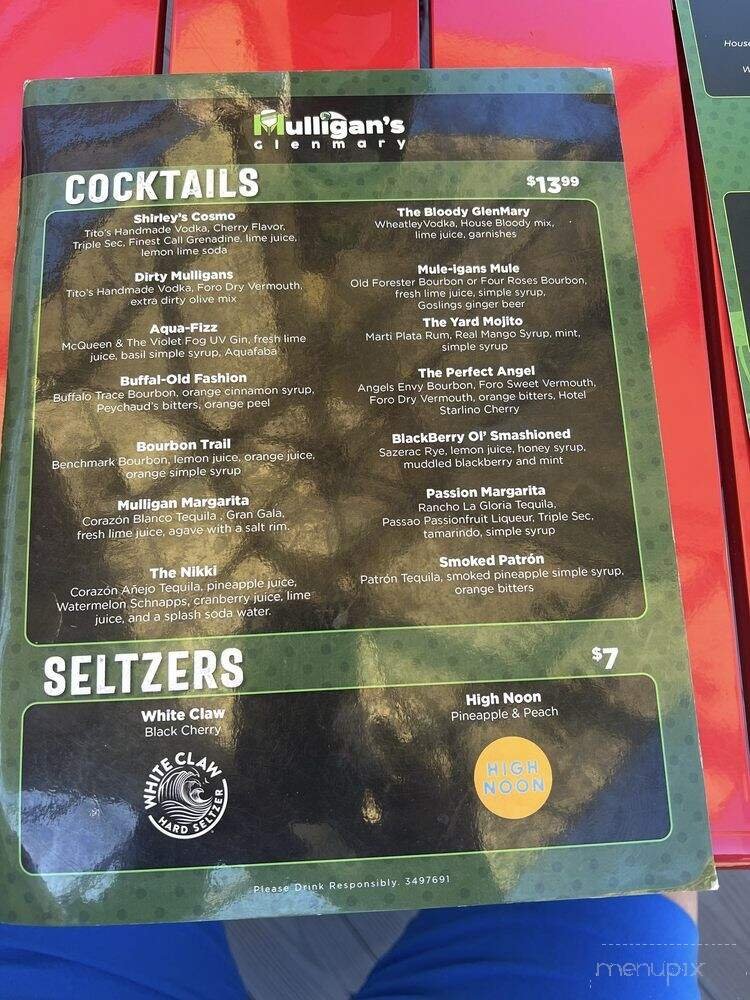 Mulligan's
Glenmary
COCKTAILS
$13⁹⁹
Shirley's Cosmo
Tito's Handmade Vodka, Cherry Flavor,
Triple Sec, Finest Call Grenadine, lime juice,
lemon lime soda
Dirty Mulligans
Tito's Handmade Vodka, Foro Dry Vermouth,
extra dirty olive mix
Aqua-Fizz
McQueen & The Violet Fog UV Gin, fresh lime
juice, basil simple syrup, Aquafaba
Buffal-Old Fashion
Buffalo Trace Bourbon, orange cinnamon syrup,
Peychaud's bitters, orange peel
Bourbon Trail
Benchmark Bourbon, lemon juice, orange juice,
orange simple syrup
Mulligan Margarita
Corazón Blanco Tequila , Gran Gala,
fresh lime juice, agave with a salt rim.
The Nikki
Corazón Añejo Tequila, pineapple juice,
Watermelon Schnapps, cranberry juice, lime
juice, and a splash soda water.
The Bloody GlenMary
WheatleyVodka, House Bloody mix,
lime juice, garnishes
Mule-igans Mule
Old Forester Bourbon or Four Roses Bourbon,
fresh lime juice, simple syrup,
Goslings ginger beer
The Yard Mojito
Marti Plata Rum, Real Mango Syrup, mint,
simple syrup
The Perfect Angel
Angels Envy Bourbon, Foro Sweet Vermouth,
Foro Dry Vermouth, orange bitters, Hotel
Starlino Cherry
BlackBerry Ol' Smashioned
Sazerac Rye, lemon juice, honey syrup,
muddled blackberry and mint
Passion Margarita
Rancho La Gloria Tequila,
Passao Passionfruit Liqueur, Triple Sec,
tamarindo, simple syrup
Smoked Patrón
Patrón Tequila, smoked pineapple simple syrup,
orange bitters
SELTZERS
$7
White Claw
Black Cherry
WHITE CLAW
HARD SELTZER
High Noon
Pineapple & Peach
HIGH
NOON
Please Drink Responsibly. 3497691
menupix